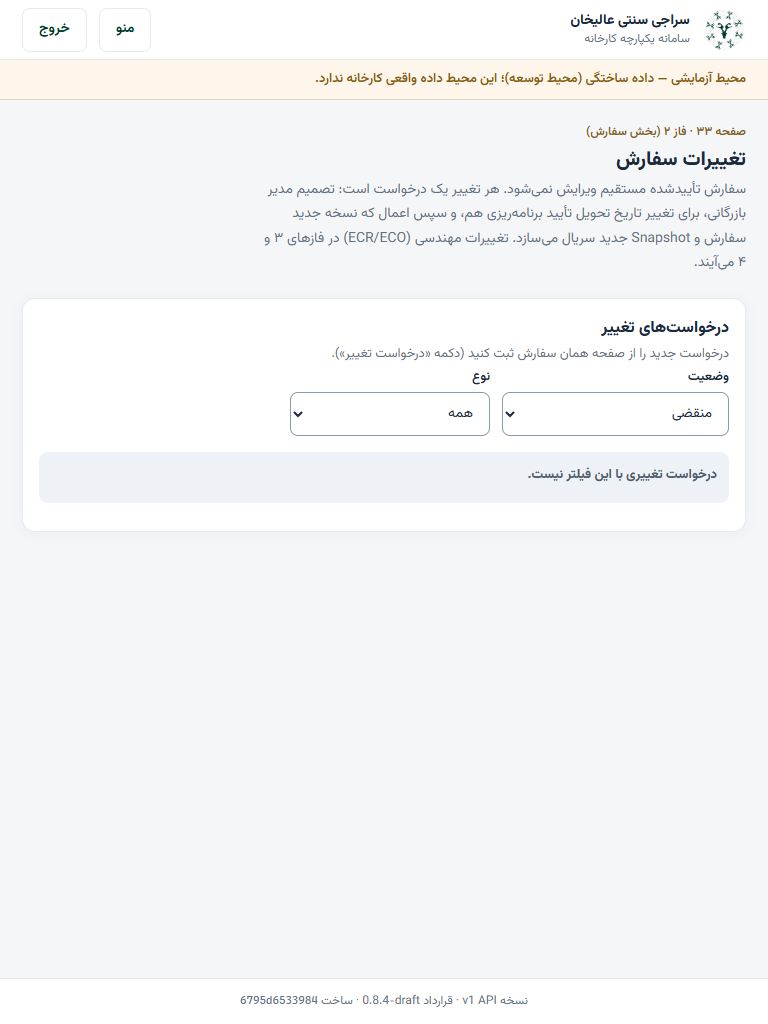 سراجی سنتی عالیخان
سامانه یکپارچه کارخانه
منو
خروج
محیط آزمایشی — داده ساختگی (محیط توسعه)؛ این محیط داده واقعی کارخانه ندارد.
صفحه ۳۳ · فاز ۲ (بخش سفارش)
تغییرات سفارش
سفارش تأییدشده مستقیم ویرایش نمی‌شود. هر تغییر یک درخواست است: تصمیم مدیر
بازرگانی، برای تغییر تاریخ تحویل تأیید برنامه‌ریزی هم، و سپس اعمال که نسخه جدید
سفارش و Snapshot جدید سریال می‌سازد. تغییرات مهندسی (ECR/ECO) در فازهای ۳ و
۴ می‌آیند.
درخواست‌های تغییر
درخواست جدید را از صفحه همان سفارش ثبت کنید (دکمه «درخواست تغییر»).
وضعیت
منقضی
نوع
همه
درخواست تغییری با این فیلتر نیست.
نسخه v1 API · قرارداد 0.8.4-draft · ساخت 6795d6533984